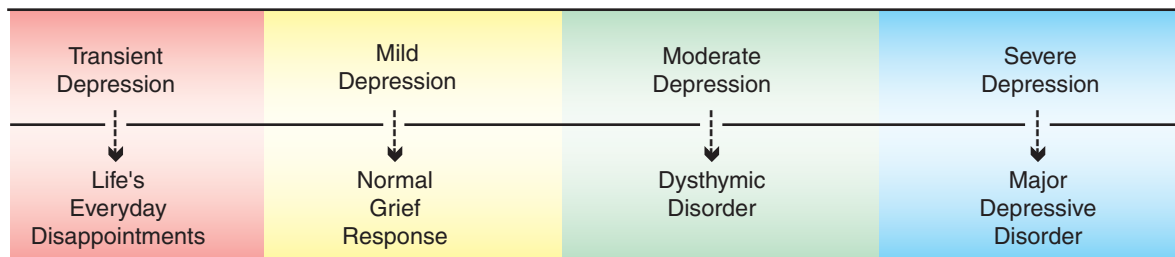 Transient
Depression
Mild
Depression
Moderate
Depression
Severe
Depression
Life's
Everyday
Disappointments
Normal
Grief
Response
Dysthymic
Disorder
Major
Depressive
Disorder